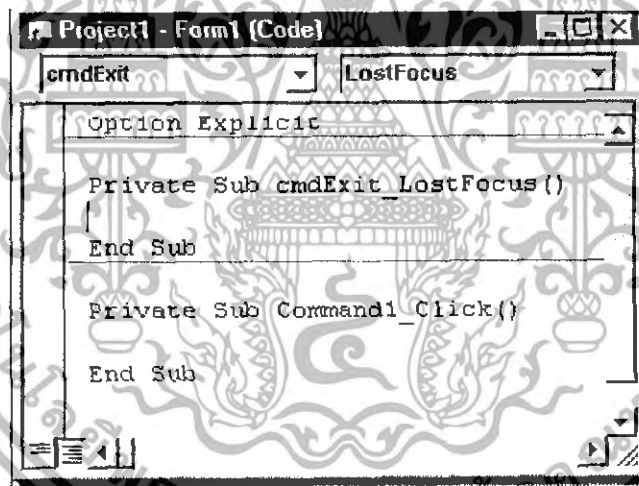 Project1 - Form1 (Code)
cmdExit LostFocus
Option Explicit
Private Sub cmdExit_LostFocus()
End Sub
Private Sub Command1_Click()
End Sub